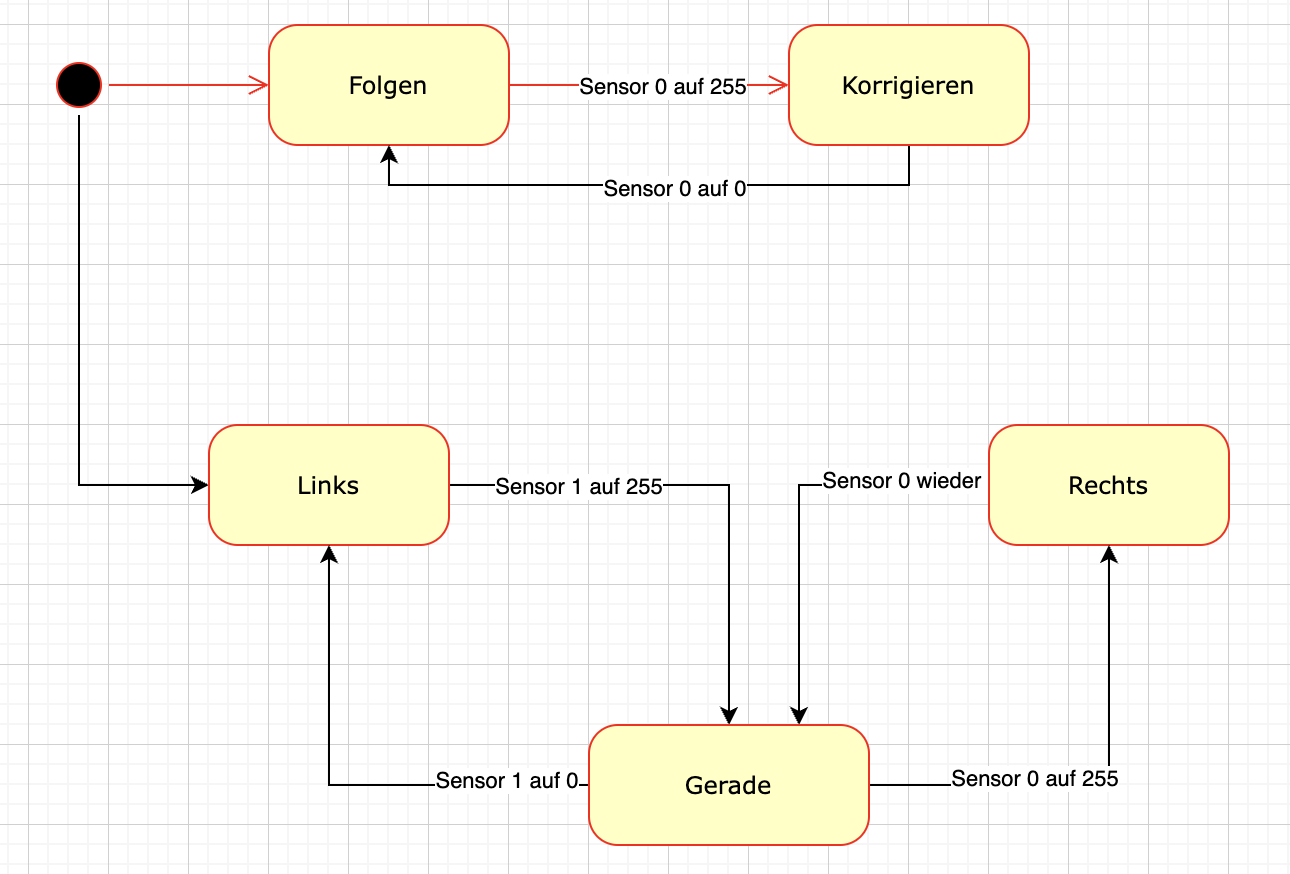 Folgen
Sensor 0 auf 255
Korrigieren
Sensor 0 auf 0
Links
Sensor 1 auf 255
Sensor 0 wieder
Rechts
Sensor 1 auf 0
Gerade
Sensor 0 auf 255